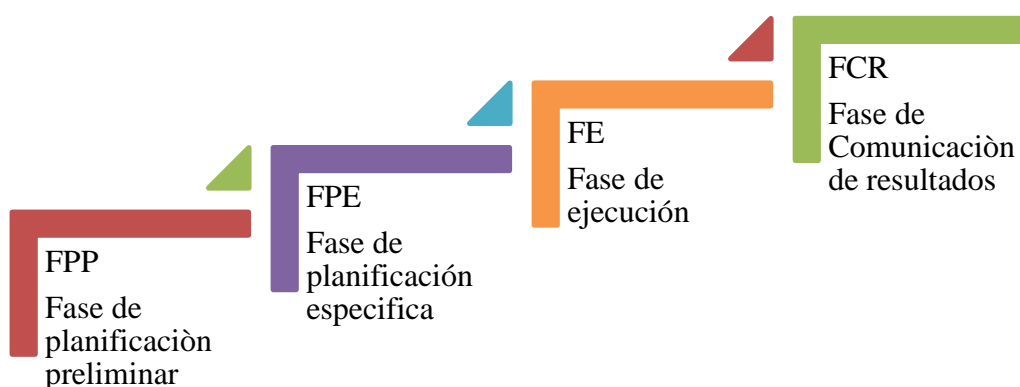 FPP
Fase de
planificaciòn
preliminar
FPE
Fase de
planificación
especifica
FE
Fase de
ejecución
FCR
Fase de
Comunicaciòn
de resultados